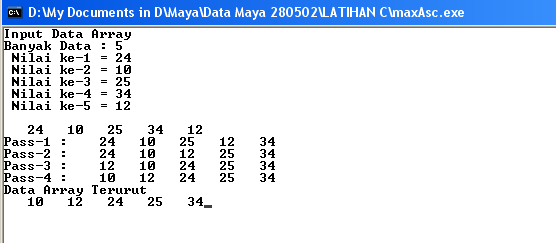 D:\My Documents in D\Maya\Data Maya 280502\LATIHAN C\maxAsc.exe
Input Data Array
Banyak Data : 5
Nilai ke-1 = 24
Nilai ke-2 = 10
Nilai ke-3 = 25
Nilai ke-4 = 34
Nilai ke-5 = 12
24 10 25 34 12
Pass-1 : 24 10 25 12 34
Pass-2 : 24 10 12 25 34
Pass-3 : 12 10 24 25 34
Pass-4 : 10 12 24 25 34
Data Array Terurut
10 12 24 25 34_